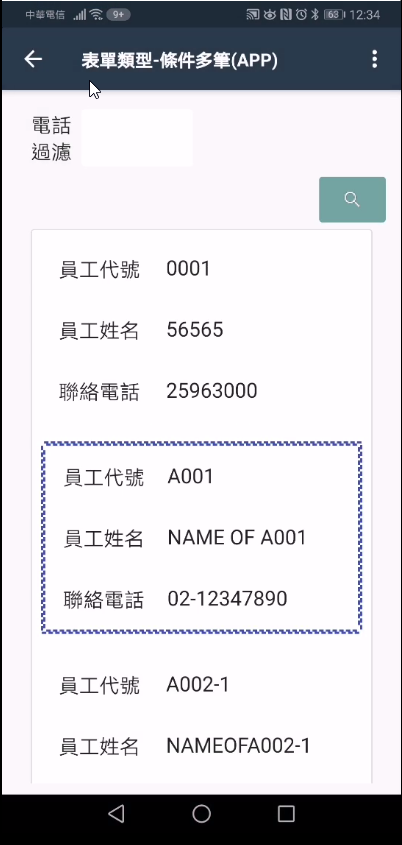 中華電信 9+ 63 12:34
表單類型-條件多筆(APP)
電話
過濾
員工代號 0001
員工姓名 56565
聯絡電話 25963000
員工代號 A001
員工姓名 NAME OF A001
聯絡電話 02-12347890
員工代號 A002-1
員工姓名 NAMEOFA002-1